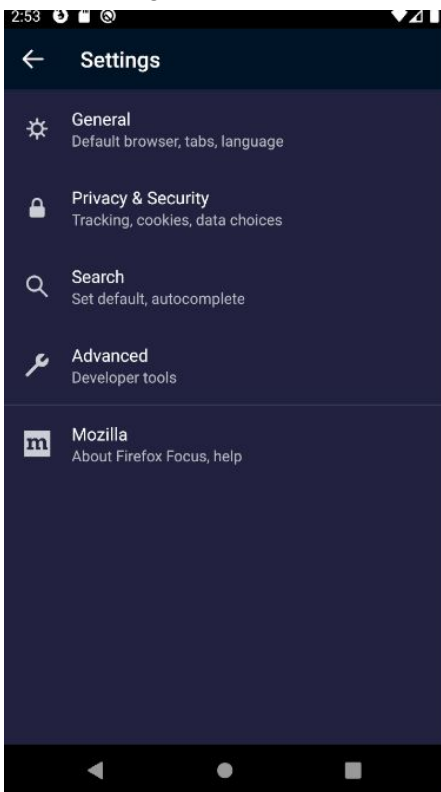 2:53
Settings
General
Default browser, tabs, language
Privacy & Security
Tracking, cookies, data choices
Search
Set default, autocomplete
Advanced
Developer tools
m
Mozilla
About Firefox Focus, help